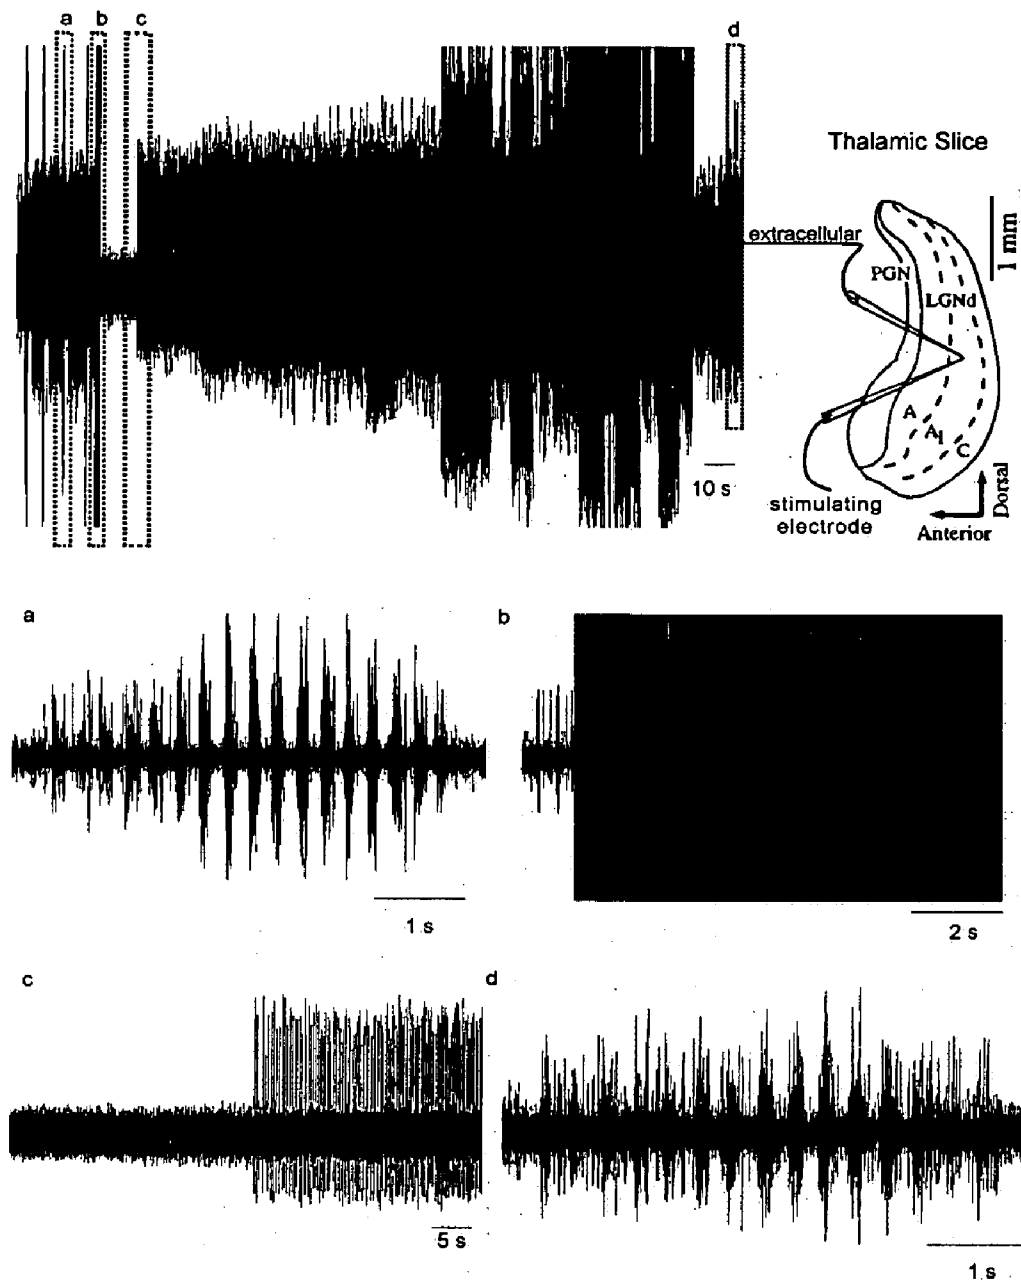 a
b
c
d
Thalamic Slice
extracellular
1 mm
PGN
LGNd
A
A1
C
10 s
stimulating
electrode
Dorsal
Anterior
a
1 s
b
2 s
c
5 s
d
1 s